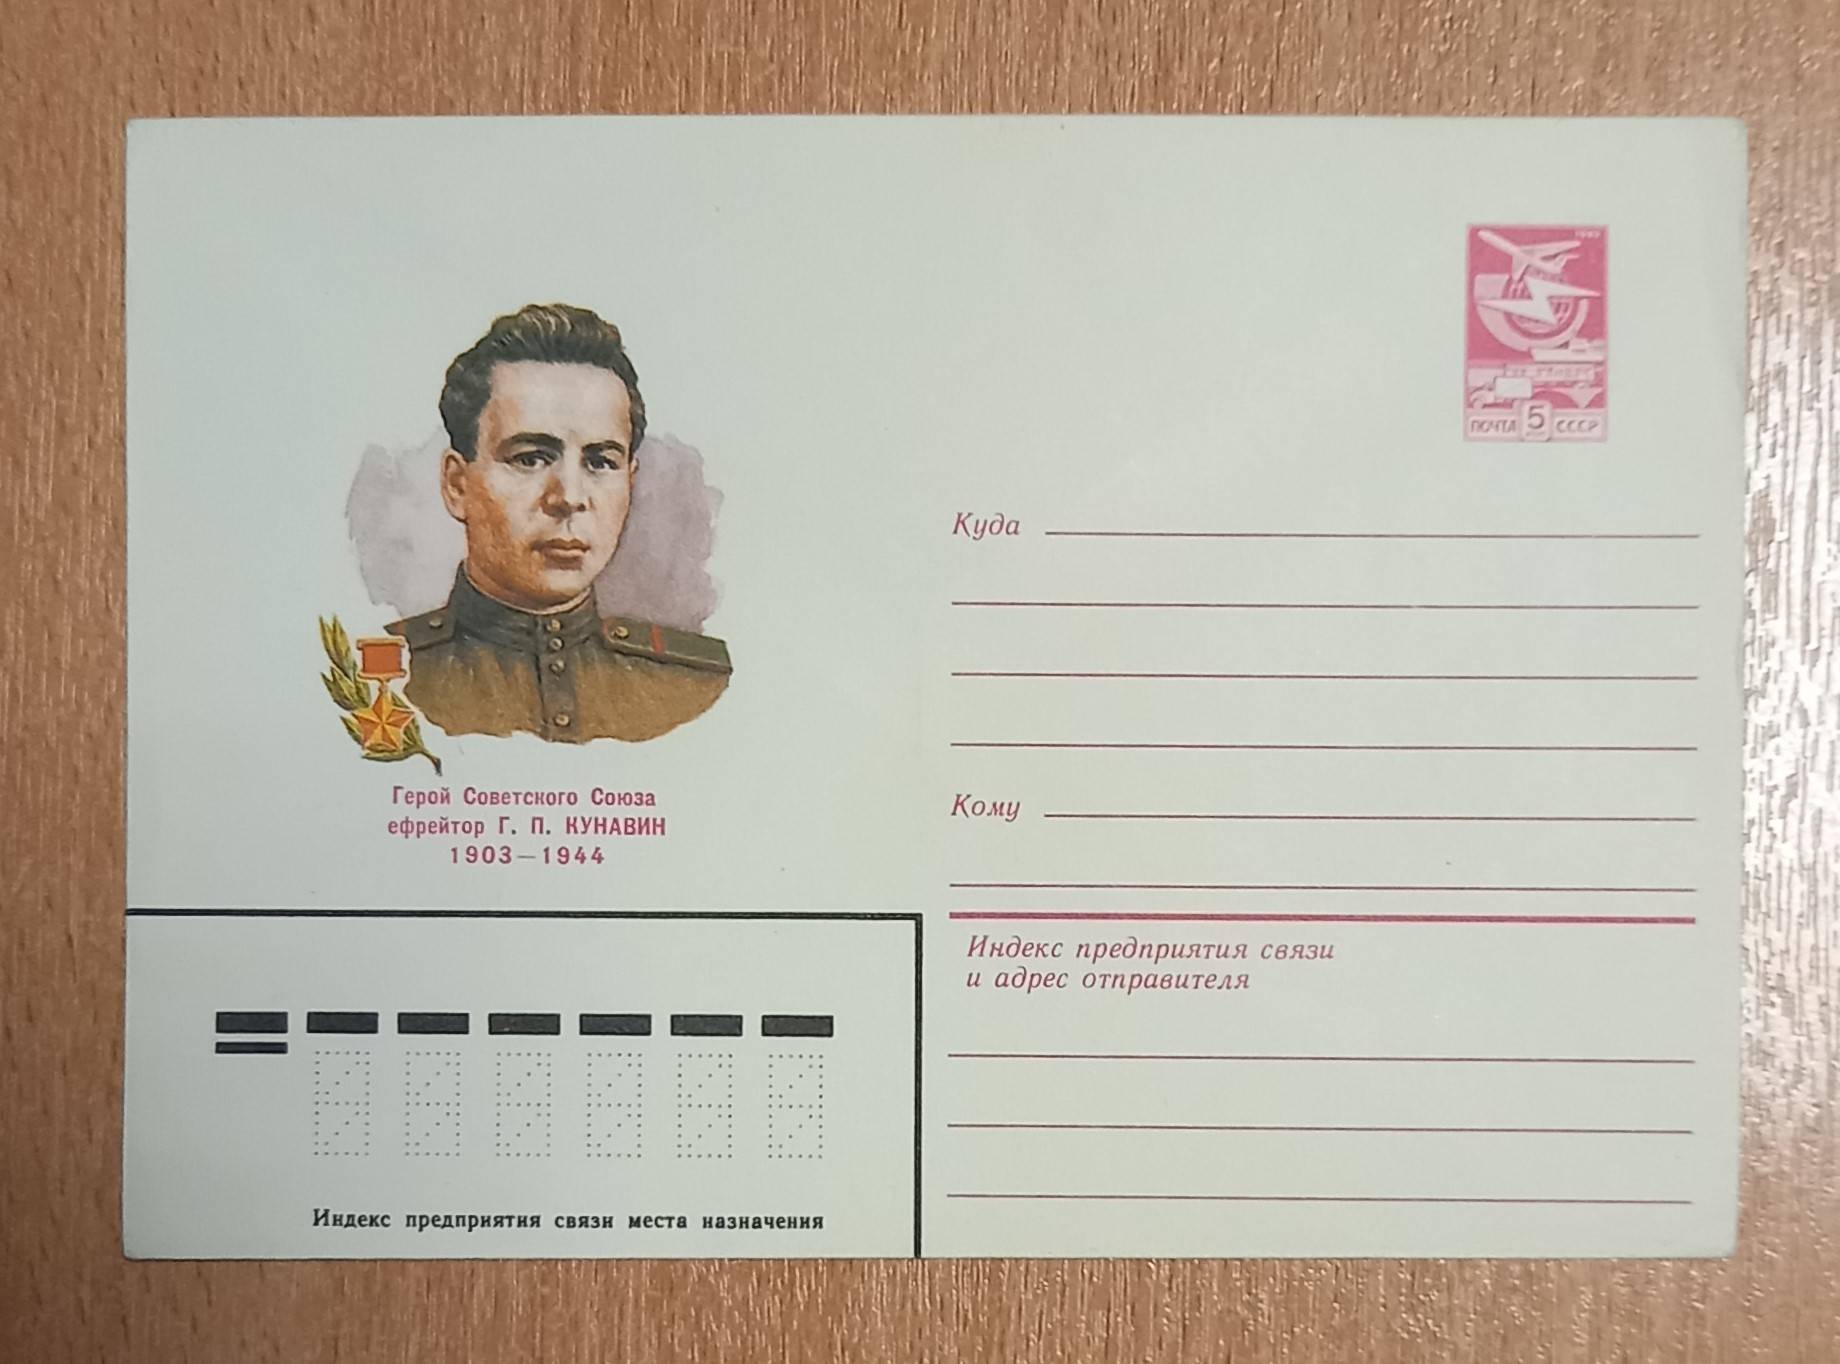 ПОЧТА 5 СССР
Герой Советского Союза
ефрейтор Г. П. КУНАВИН
1903—1944
Куда
Кому
Индекс предприятия связи
и адрес отправителя
Индекс предприятия связи места назначения